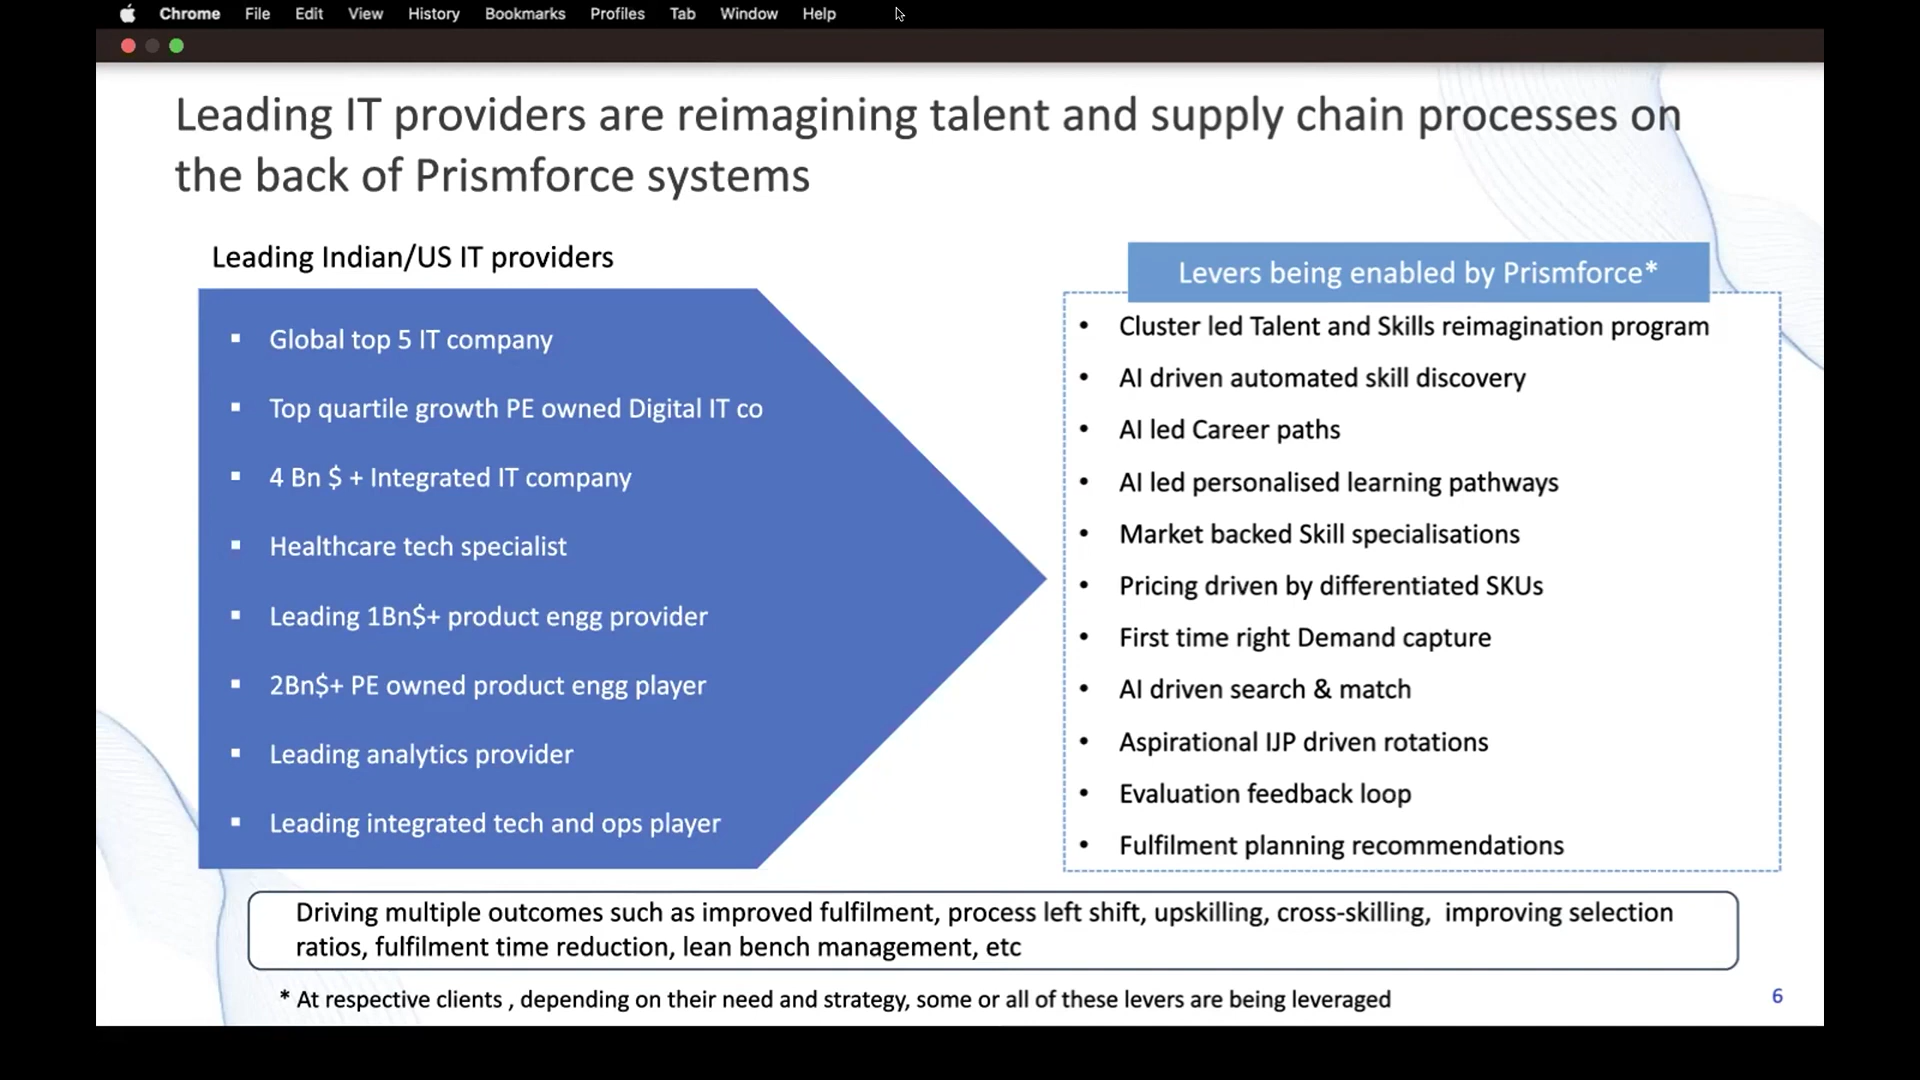 Chrome File Edit View History Bookmarks Profiles Tab Window Help
Leading IT providers are reimagining talent and supply chain processes on
the back of Prismforce systems
Leading Indian/US IT providers
▪ Global top 5 IT company
▪ Top quartile growth PE owned Digital IT co
▪ 4 Bn $ + Integrated IT company
▪ Healthcare tech specialist
▪ Leading 1Bn$+ product engg provider
▪ 2Bn$+ PE owned product engg player
▪ Leading analytics provider
▪ Leading integrated tech and ops player
Levers being enabled by Prismforce*
• Cluster led Talent and Skills reimagination program
• AI driven automated skill discovery
• AI led Career paths
• AI led personalised learning pathways
• Market backed Skill specialisations
• Pricing driven by differentiated SKUs
• First time right Demand capture
• AI driven search & match
• Aspirational IJP driven rotations
• Evaluation feedback loop
• Fulfilment planning recommendations
Driving multiple outcomes such as improved fulfilment, process left shift, upskilling, cross-skilling, improving selection
ratios, fulfilment time reduction, lean bench management, etc
* At respective clients , depending on their need and strategy, some or all of these levers are being leveraged
6